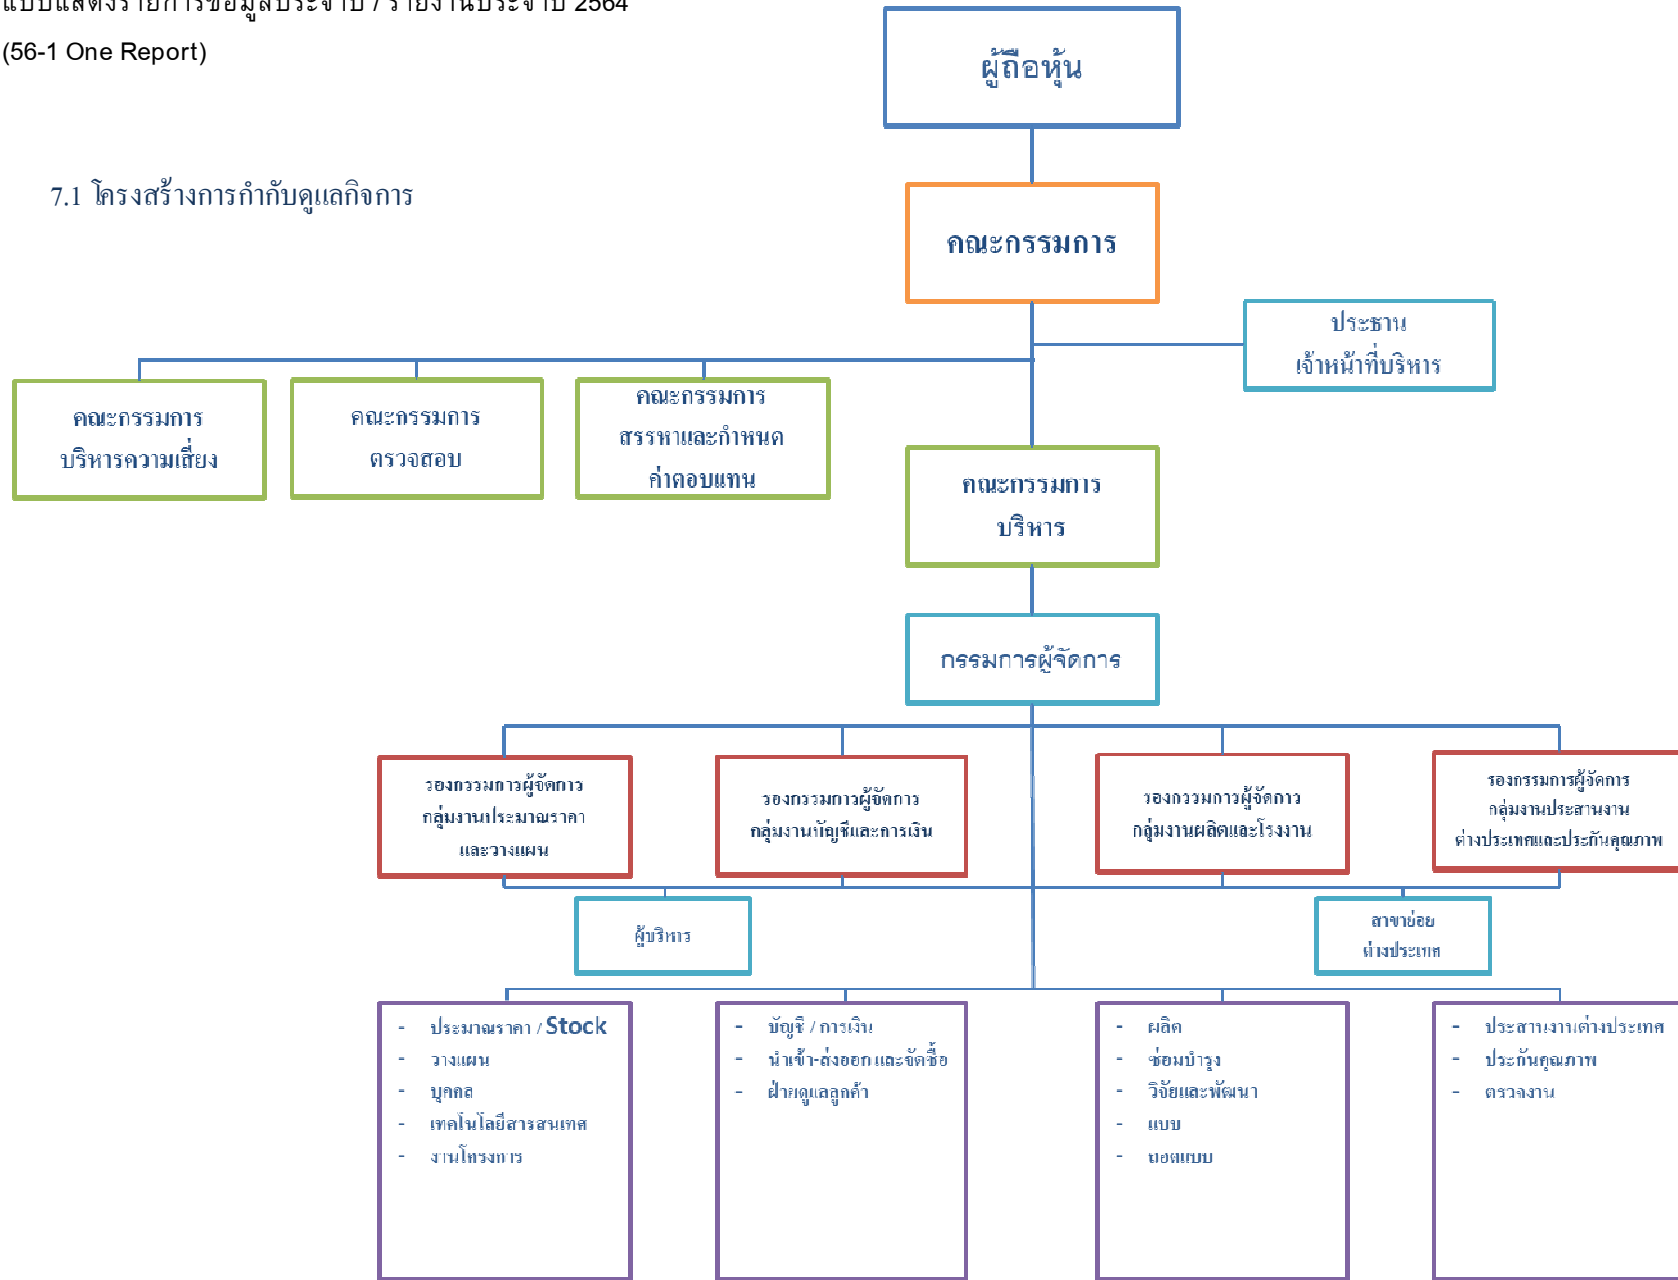 แบบแสดงรายการข้อมูลประจำปี / รายงานประจำปี 2564
(56-1 One Report)
7.1 โครงสร้างการกำกับดูแลกิจการ
ผู้ถือหุ้น
คณะกรรมการ
ประธาน
เจ้าหน้าที่บริหาร
คณะกรรมการ
บริหารความเสี่ยง
คณะกรรมการ
ตรวจสอบ
คณะกรรมการ
สรรหาและกำหนด
ค่าตอบแทน
คณะกรรมการ
บริหาร
กรรมการผู้จัดการ
รองกรรมการผู้จัดการ
กลุ่มงานประมาณราคา
และวางแผน
รองกรรมการผู้จัดการ
กลุ่มงานบัญชีและการเงิน
รองกรรมการผู้จัดการ
กลุ่มงานผลิตและโรงงาน
รองกรรมการผู้จัดการ
กลุ่มงานประสานงาน
ต่างประเทศและประกันคุณภาพ
ผู้บริหาร
สาขาย่อย
ต่างประเทศ
- ประมาณราคา / Stock
- วางแผน
- บุคคล
- เทคโนโลยีสารสนเทศ
- งานโครงการ
- บัญชี / การเงิน
- นำเข้า-ส่งออก และจัดซื้อ
- ฝ่ายดูแลลูกค้า
- ผลิต
- ซ่อมบำรุง
- วิจัยและพัฒนา
- แบบ
- ถอดแบบ
- ประสานงานต่างประเทศ
- ประกันคุณภาพ
- ตรวจงาน